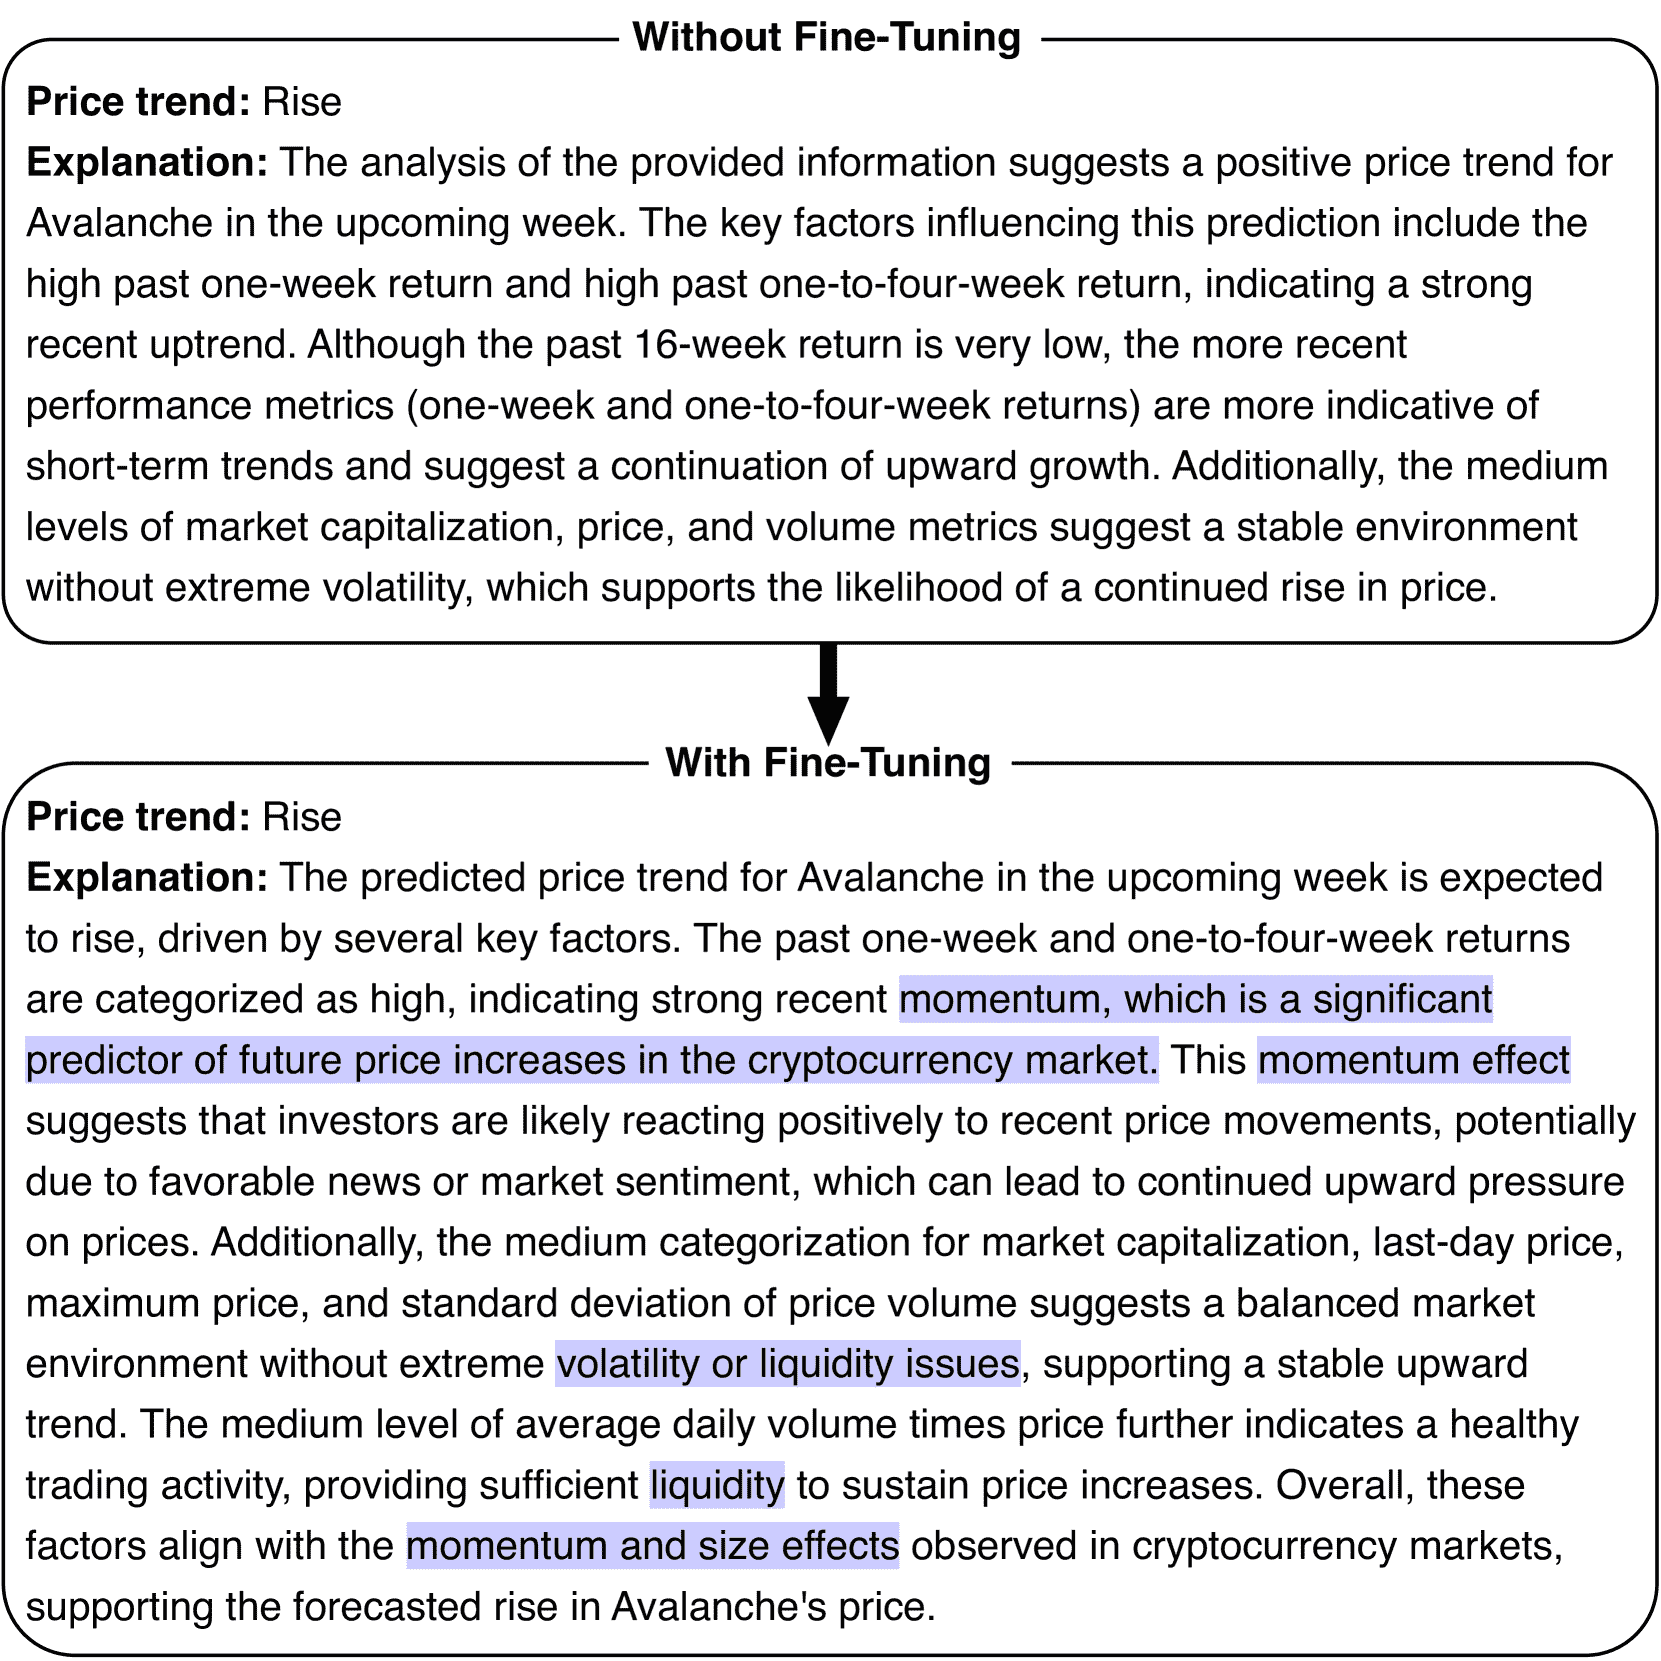 Without Fine-Tuning
Price trend: Rise
Explanation: The analysis of the provided information suggests a positive price trend for
Avalanche in the upcoming week. The key factors influencing this prediction include the
high past one-week return and high past one-to-four-week return, indicating a strong
recent uptrend. Although the past 16-week return is very low, the more recent
performance metrics (one-week and one-to-four-week returns) are more indicative of
short-term trends and suggest a continuation of upward growth. Additionally, the medium
levels of market capitalization, price, and volume metrics suggest a stable environment
without extreme volatility, which supports the likelihood of a continued rise in price.
With Fine-Tuning
Price trend: Rise
Explanation: The predicted price trend for Avalanche in the upcoming week is expected
to rise, driven by several key factors. The past one-week and one-to-four-week returns
are categorized as high, indicating strong recent momentum, which is a significant
predictor of future price increases in the cryptocurrency market. This momentum effect
suggests that investors are likely reacting positively to recent price movements, potentially
due to favorable news or market sentiment, which can lead to continued upward pressure
on prices. Additionally, the medium categorization for market capitalization, last-day price,
maximum price, and standard deviation of price volume suggests a balanced market
environment without extreme volatility or liquidity issues, supporting a stable upward
trend. The medium level of average daily volume times price further indicates a healthy
trading activity, providing sufficient liquidity to sustain price increases. Overall, these
factors align with the momentum and size effects observed in cryptocurrency markets,
supporting the forecasted rise in Avalanche's price.